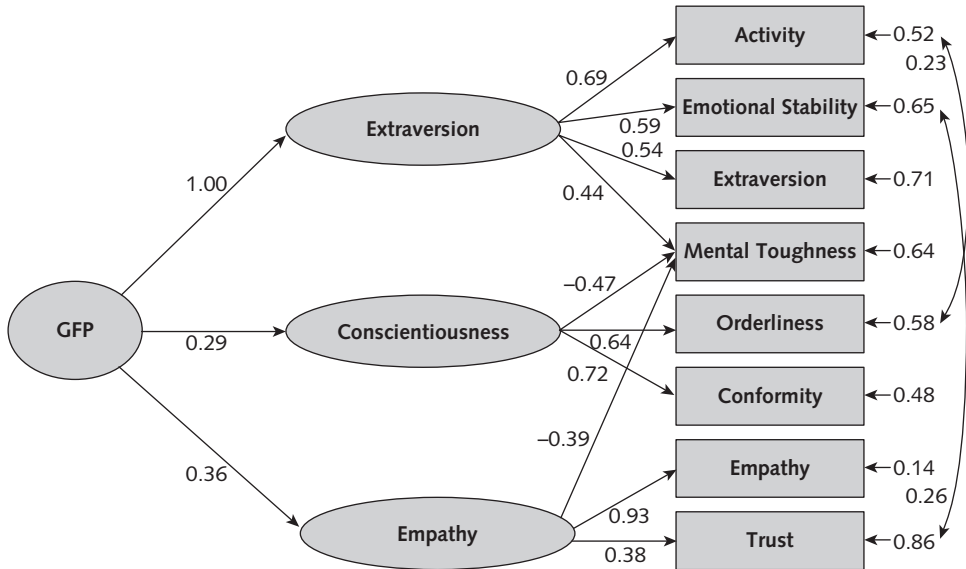 Activity
0.52
0.23
0.69
Emotional Stability
0.65
0.59
Extraversion
0.54
Extraversion
0.71
1.00
0.44
Mental Toughness
0.64
−0.47
GFP
0.29
Conscientiousness
Orderliness
0.58
0.64
0.72
Conformity
0.48
−0.39
Empathy
0.14
0.36
0.26
0.93
Empathy
Trust
0.86
0.38